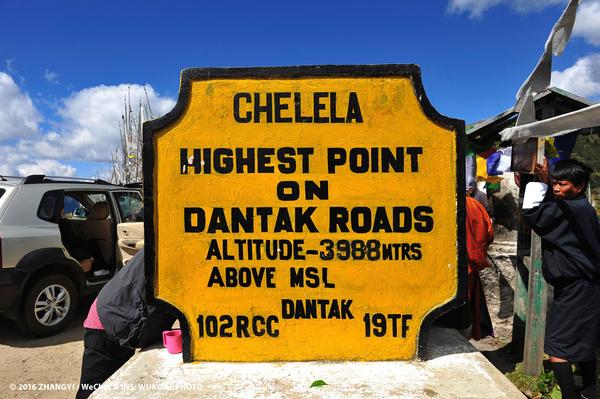 CHELELA
HIGHEST POINT
ON
DANTAK ROADS
ALTITUDE-3988MTRS
ABOVE MSL
DANTAK
102RCC 19TF
© 2016 ZHANGYI / WeChat & INS: WUKONGPHOTO